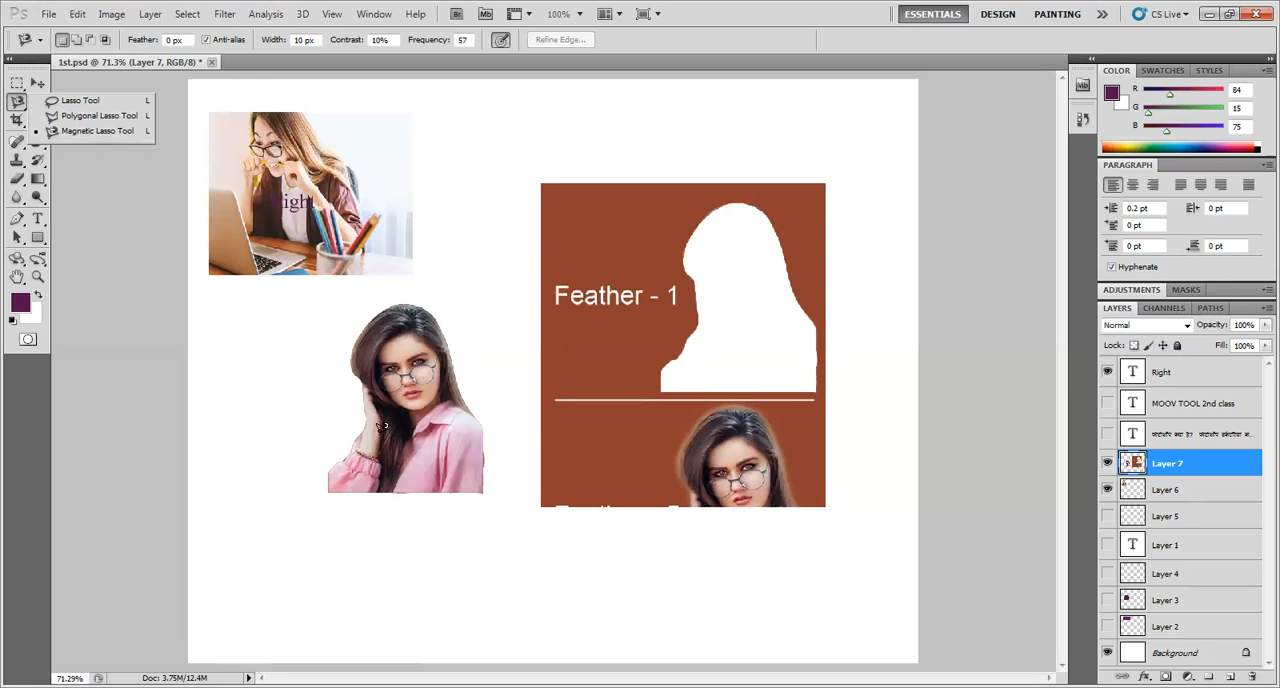 Ps File Edit Image Layer Select Filter Analysis 3D View Window Help Br Mb 100% ESSENTIALS DESIGN PAINTING CS Live
Feather: 0 px Anti-alias Width: 10 px Contrast: 10% Frequency: 57 Refine Edge...
1st.psd @ 71.3% (Layer 7, RGB/8) *
Lasso Tool L
Polygonal Lasso Tool L
Magnetic Lasso Tool L
Right
Feather - 1
COLOR SWATCHES STYLES
R 84
G 15
B 75
PARAGRAPH
0.2 pt 0 pt
0 pt
0 pt 0 pt
Hyphenate
ADJUSTMENTS MASKS
LAYERS CHANNELS PATHS
Normal Opacity: 100%
Lock: Fill: 100%
T Right
T MOOV TOOL 2nd class
T फोटोशॉप क्या है?
Layer 7
Layer 6
Layer 5
T Layer 1
Layer 4
Layer 3
Layer 2
Background
71.29% Doc: 3.75M/12.4M